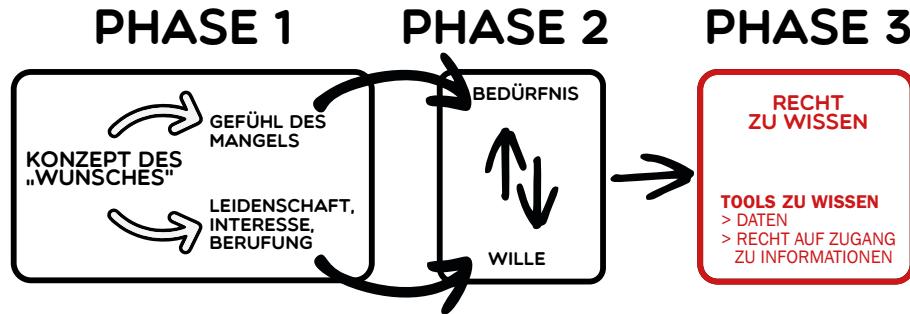 PHASE 1
PHASE 2
PHASE 3
KONZEPT DES
„WUNSCHES"
GEFÜHL DES
MANGELS
LEIDENSCHAFT,
INTERESSE,
BERUFUNG
BEDÜRFNIS
WILLE
RECHT
ZU WISSEN
TOOLS ZU WISSEN
> DATEN
> RECHT AUF ZUGANG
ZU INFORMATIONEN